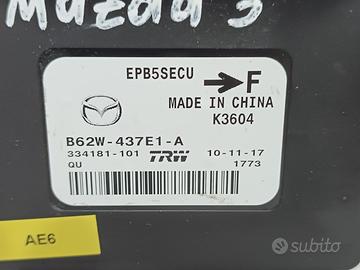 Mazda 3
EPB5SECU
F
MADE IN CHINA
K3604
B62W-437E1-A
334181-101 TRW 10-11-17
QU 1773
AE6
subito